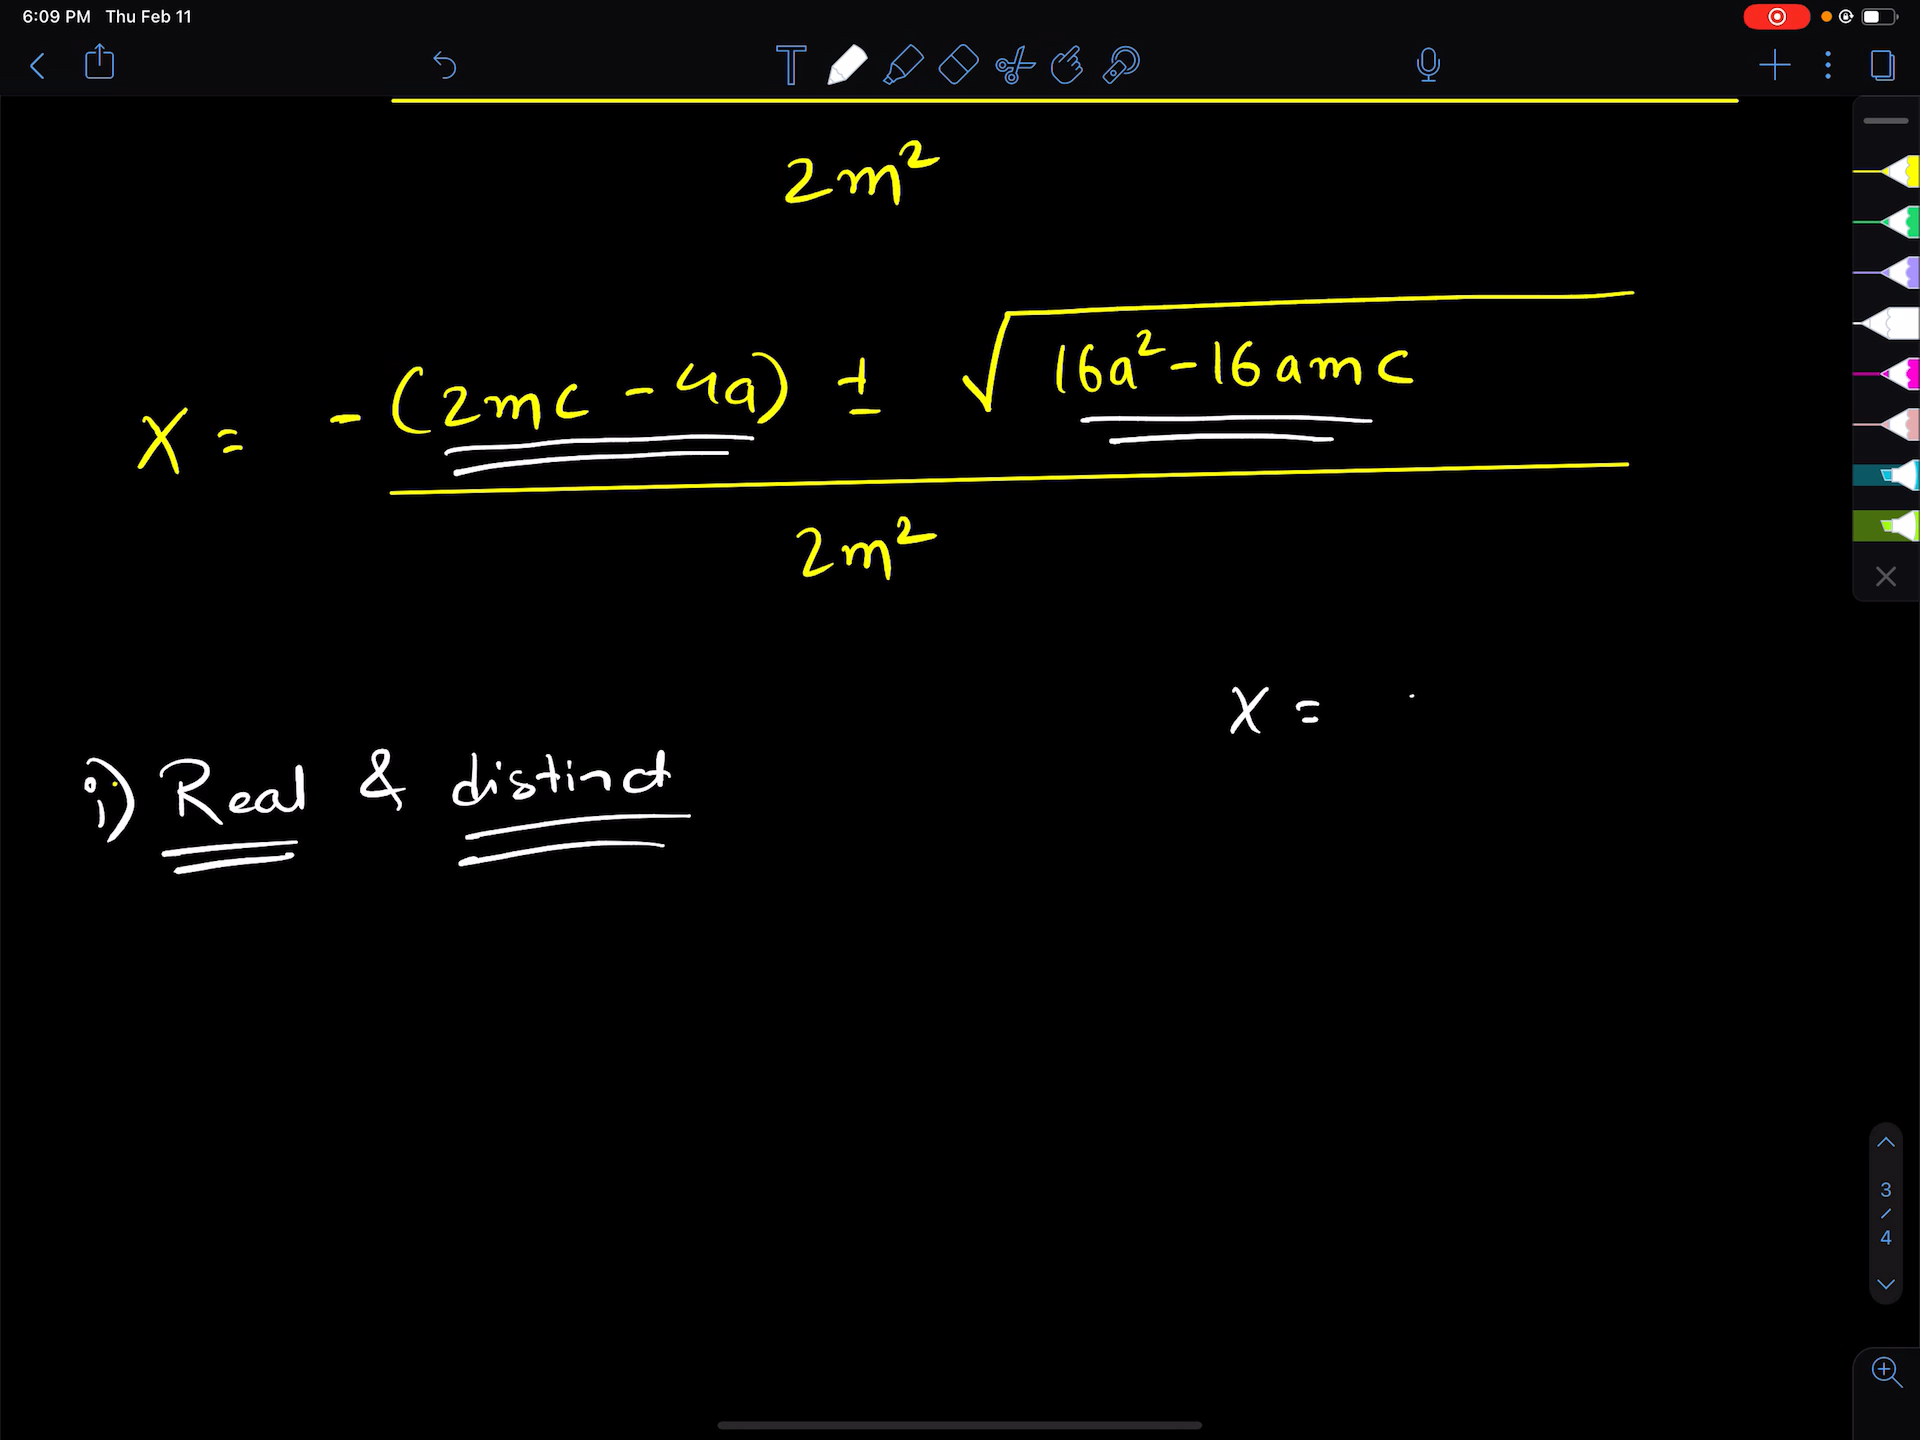 6:09 PM Thu Feb 11
2m²
x = -(2mc - 4a) ± √(16a² - 16amc)
2m²
x =
i) Real & distinct
3
/
4